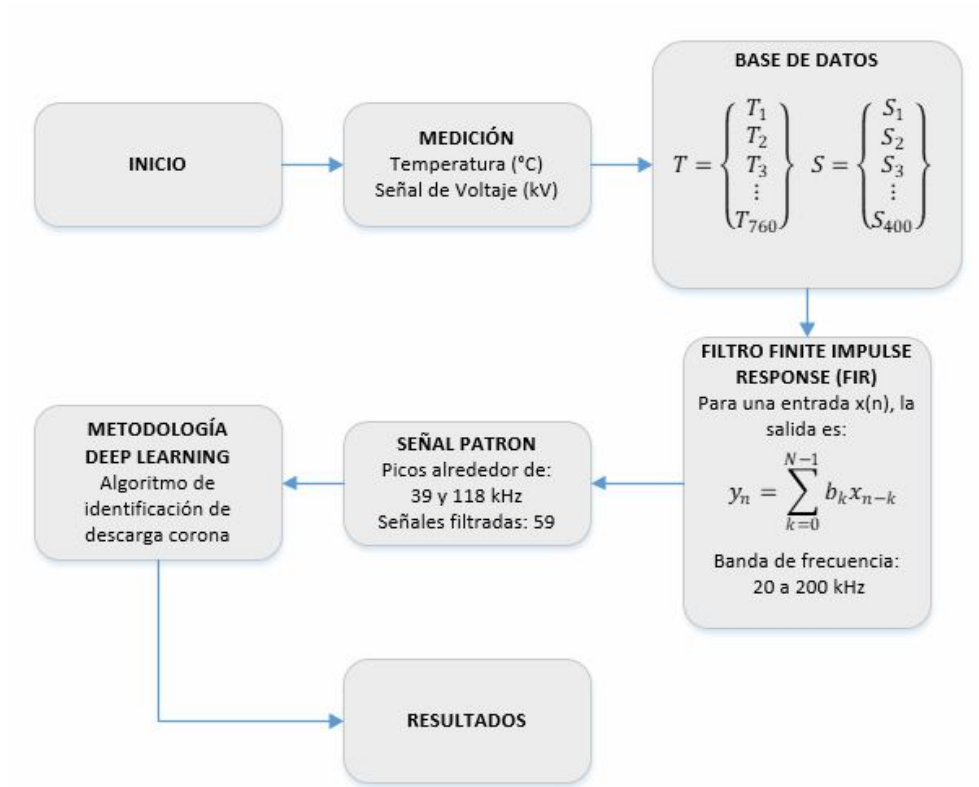 INICIO
MEDICIÓN
Temperatura (°C)
Señal de Voltaje (kV)
BASE DE DATOS
T = { T₁ T₂ T₃ ⋮ T₇₆₀ } S = { S₁ S₂ S₃ ⋮ S₄₀₀ }
FILTRO FINITE IMPULSE
RESPONSE (FIR)
Para una entrada x(n), la
salida es:
yₙ = ∑_{k=0}^{N−1} b_k x_{n−k}
Banda de frecuencia:
20 a 200 kHz
SEÑAL PATRON
Picos alrededor de:
39 y 118 kHz
Señales filtradas: 59
METODOLOGÍA
DEEP LEARNING
Algoritmo de
identificación de
descarga corona
RESULTADOS